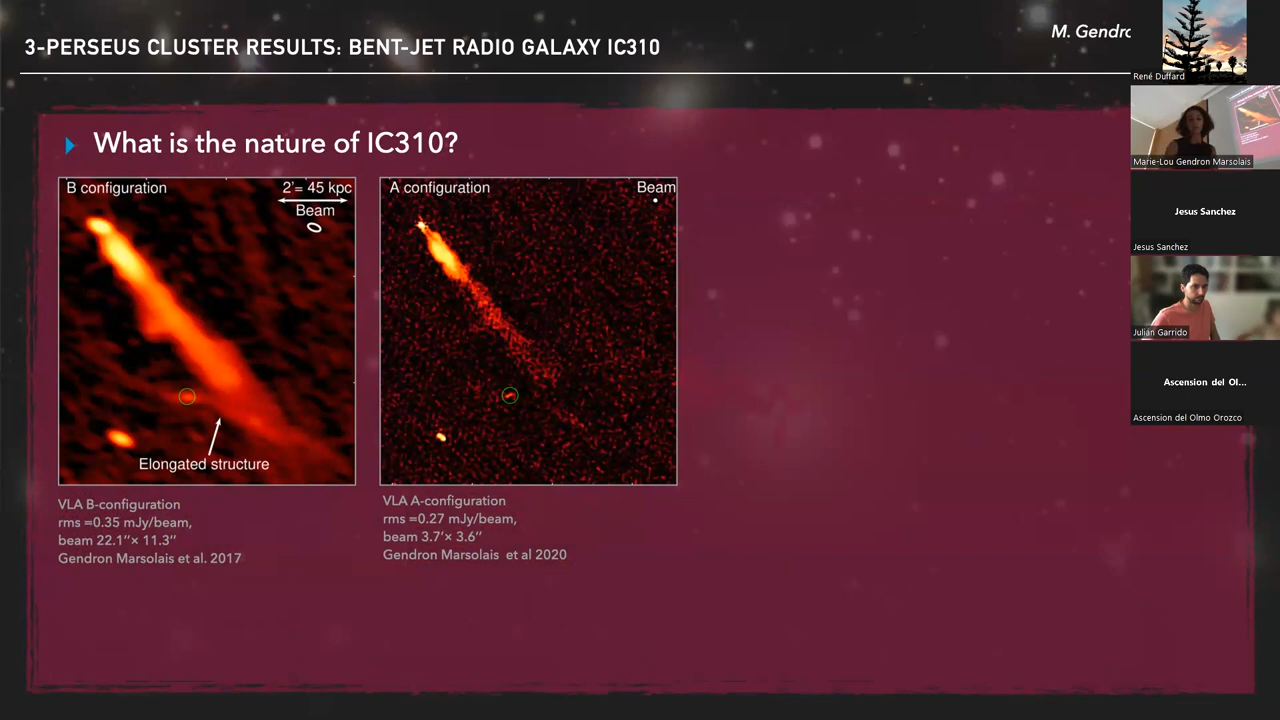 3-PERSEUS CLUSTER RESULTS: BENT-JET RADIO GALAXY IC310
M. Gendro
René Duffard
Marie-Lou Gendron Marsolais
Jesus Sanchez
Jesus Sanchez
Julián Garrido
Ascension del Ol...
Ascension del Olmo Orozco
What is the nature of IC310?
B configuration
2'= 45 kpc
Beam
Elongated structure
A configuration
Beam
VLA B-configuration
rms =0.35 mJy/beam,
beam 22.1’’× 11.3’’
Gendron Marsolais et al. 2017
VLA A-configuration
rms =0.27 mJy/beam,
beam 3.7’× 3.6’’
Gendron Marsolais et al 2020